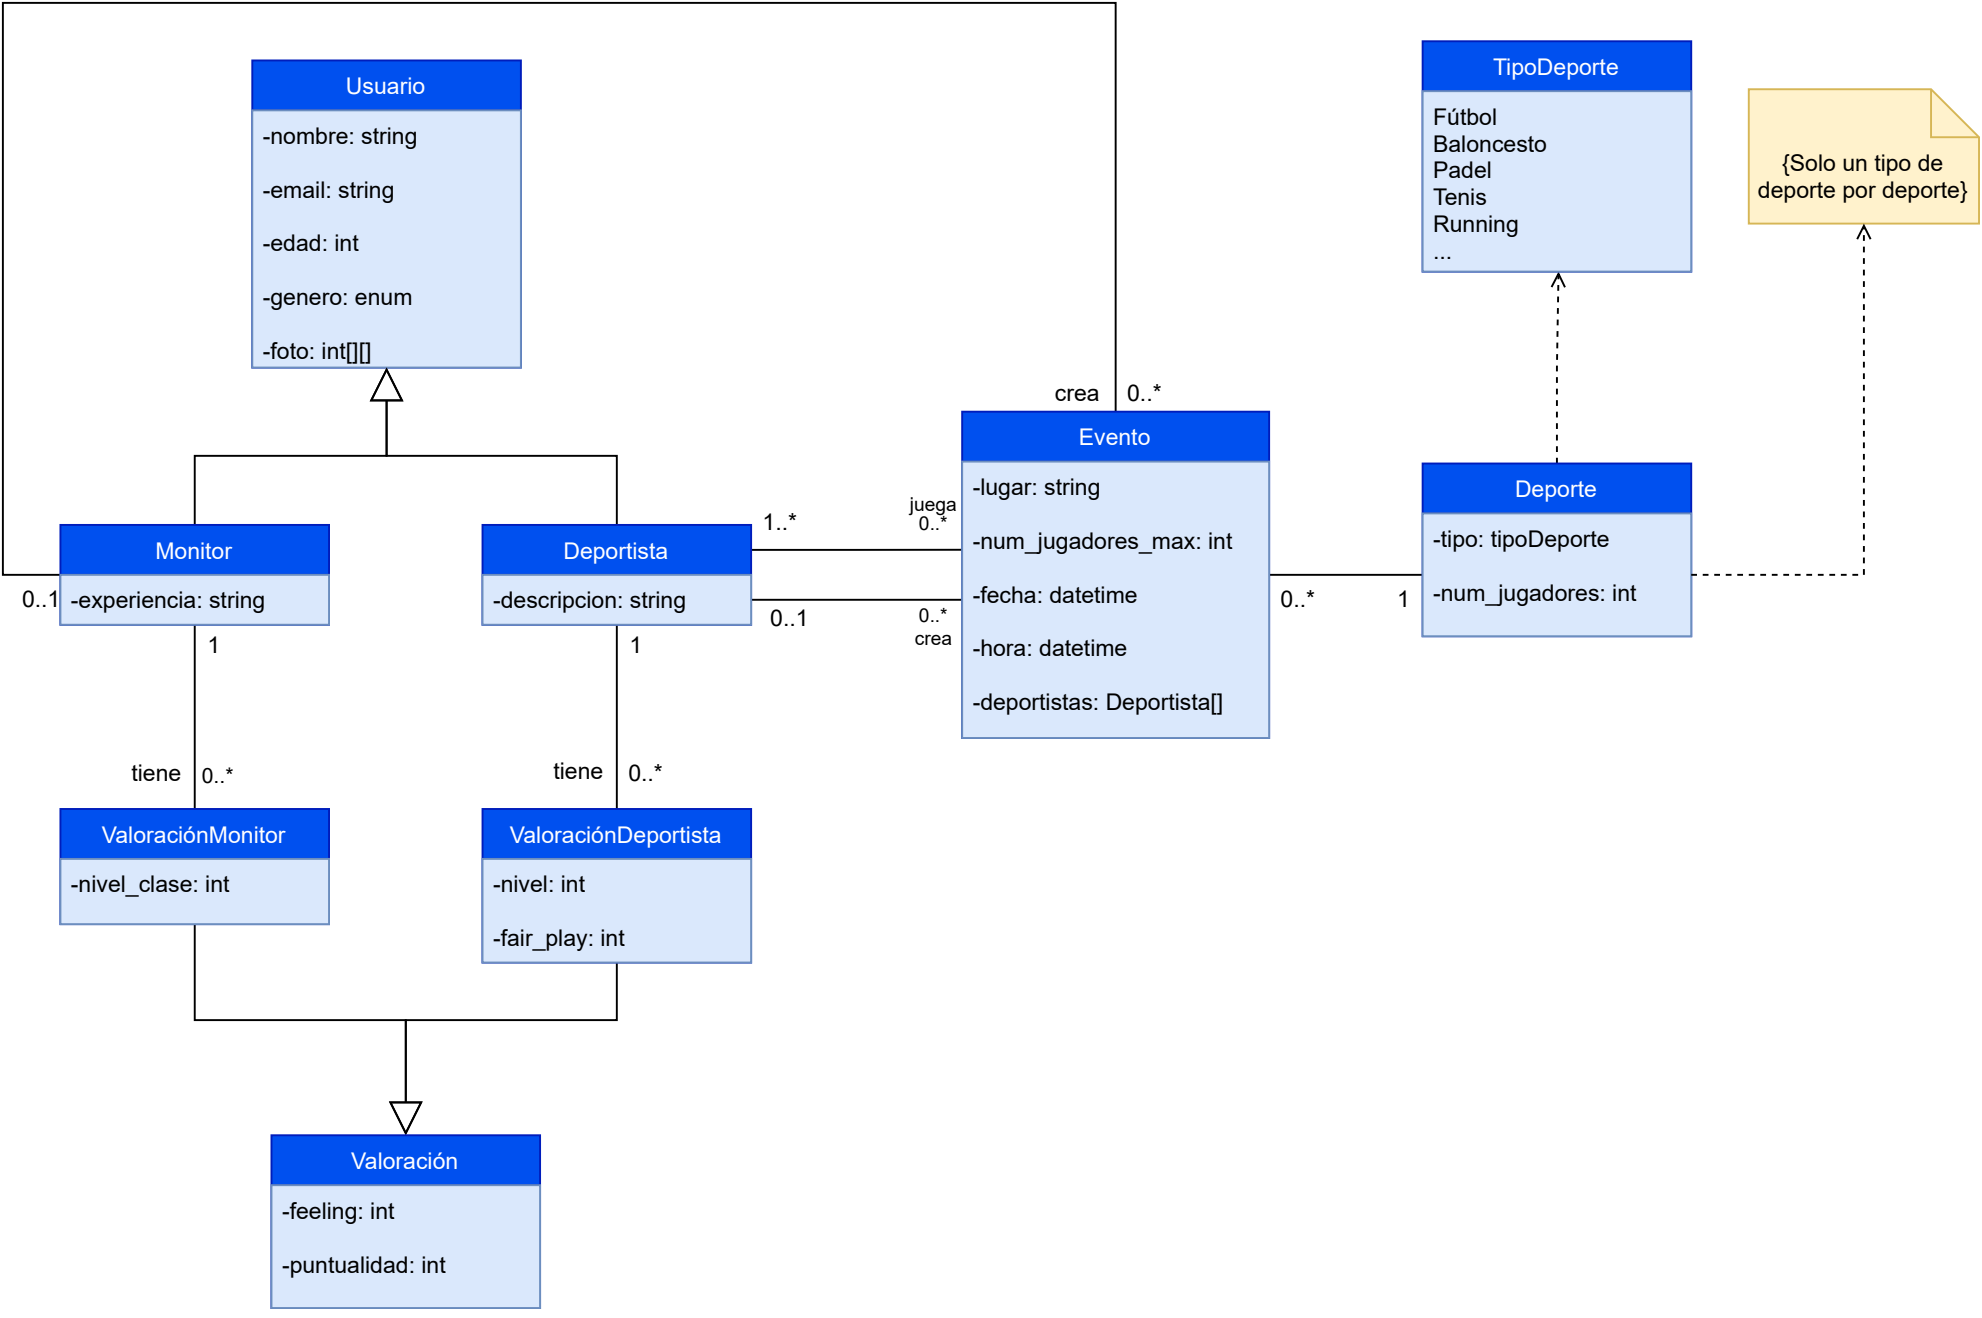 Usuario
-nombre: string
-email: string
-edad: int
-genero: enum
-foto: int[][]
TipoDeporte
Fútbol
Baloncesto
Padel
Tenis
Running
...
{Solo un tipo de
deporte por deporte}
crea
0..*
Evento
-lugar: string
-num_jugadores_max: int
-fecha: datetime
-hora: datetime
-deportistas: Deportista[]
Deporte
-tipo: tipoDeporte
-num_jugadores: int
0..*
1
1..*
juega
0..*
0..1
0..*
crea
Monitor
-experiencia: string
0..1
1
Deportista
-descripcion: string
1
tiene
0..*
tiene
0..*
ValoraciónMonitor
-nivel_clase: int
ValoraciónDeportista
-nivel: int
-fair_play: int
Valoración
-feeling: int
-puntualidad: int